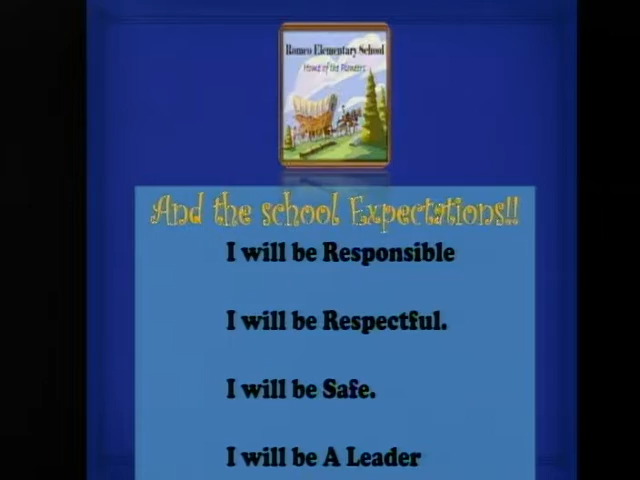 Romeo Elementary School
Home of the Pioneers
And the school Expectations!!
I will be Responsible
I will be Respectful.
I will be Safe.
I will be A Leader